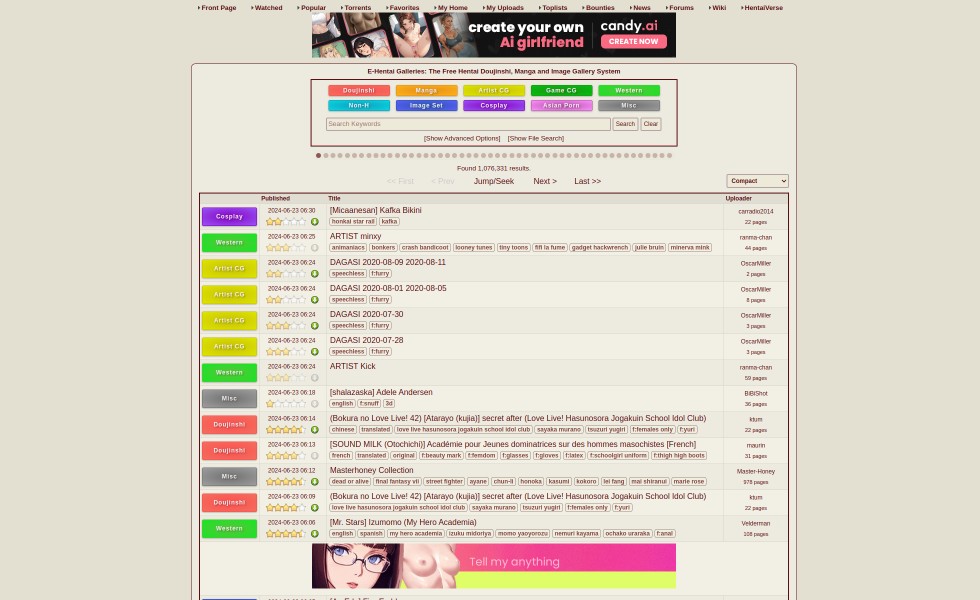 Front Page Watched Popular Torrents Favorites My Home My Uploads Toplists Bounties News Forums Wiki HentaiVerse
create your own Ai girlfriend
candy.ai
CREATE NOW
E-Hentai Galleries: The Free Hentai Doujinshi, Manga and Image Gallery System
Doujinshi Manga Artist CG Game CG Western
Non-H Image Set Cosplay Asian Porn Misc
Search Keywords Search Clear
[Show Advanced Options] [Show File Search]
Found 1,076,331 results.
<< First < Prev Jump/Seek Next > Last >> Compact
Published Title Uploader
Cosplay 2024-06-23 06:30 [Micaanesan] Kafka Bikini carradio2014
honkai star rail kafka 22 pages
Western 2024-06-23 06:25 ARTIST minxy ranma-chan
animaniacs bonkers crash bandicoot looney tunes tiny toons fifi la fume gadget hackwrench julie bruin minerva mink 44 pages
Artist CG 2024-06-23 06:24 DAGASI 2020-08-09 2020-08-11 OscarMiller
speechless f:furry 2 pages
Artist CG 2024-06-23 06:24 DAGASI 2020-08-01 2020-08-05 OscarMiller
speechless f:furry 8 pages
Artist CG 2024-06-23 06:24 DAGASI 2020-07-30 OscarMiller
speechless f:furry 3 pages
Artist CG 2024-06-23 06:24 DAGASI 2020-07-28 OscarMiller
speechless f:furry 3 pages
Western 2024-06-23 06:24 ARTIST Kick ranma-chan
59 pages
Misc 2024-06-23 06:18 [shalazaska] Adele Andersen BiBiShot
english f:snuff 3d 36 pages
Doujinshi 2024-06-23 06:14 (Bokura no Love Live! 42) [Atarayo (kujia)] secret after (Love Live! Hasunosora Jogakuin School Idol Club) ktum
chinese translated love live hasunosora jogakuin school idol club sayaka murano tsuzuri yugiri f:females only f:yuri 22 pages
Doujinshi 2024-06-23 06:13 [SOUND MILK (Otochichi)] Académie pour Jeunes dominatrices sur des hommes masochistes [French] maurin
french translated original f:beauty mark f:femdom f:glasses f:gloves f:latex f:schoolgirl uniform f:thigh high boots 31 pages
Misc 2024-06-23 06:12 Masterhoney Collection Master-Honey
dead or alive final fantasy vii street fighter ayane chun-li honoka kasumi kokoro lei fang mai shiranui marie rose 978 pages
Doujinshi 2024-06-23 06:09 (Bokura no Love Live! 42) [Atarayo (kujia)] secret after (Love Live! Hasunosora Jogakuin School Idol Club) ktum
love live hasunosora jogakuin school idol club sayaka murano tsuzuri yugiri f:females only f:yuri 22 pages
Western 2024-06-23 06:06 [Mr. Stars] Izumowo (My Hero Academia) Velderman
english spanish my hero academia izuku midoriya momo yaoyorozu nemuri kayama ochako uraraka f:anal 108 pages
Tell my anything